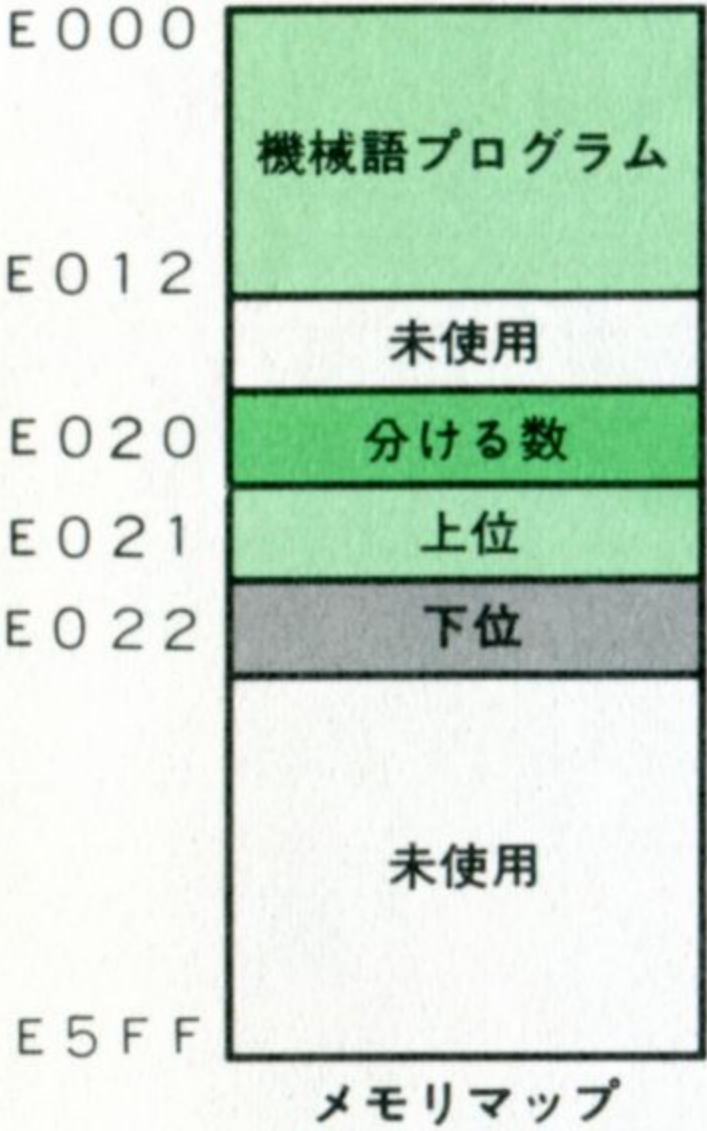 E000
機械語プログラム
E012
未使用
E020 分ける数
E021 上位
E022 下位
未使用
E5FF
メモリマップ